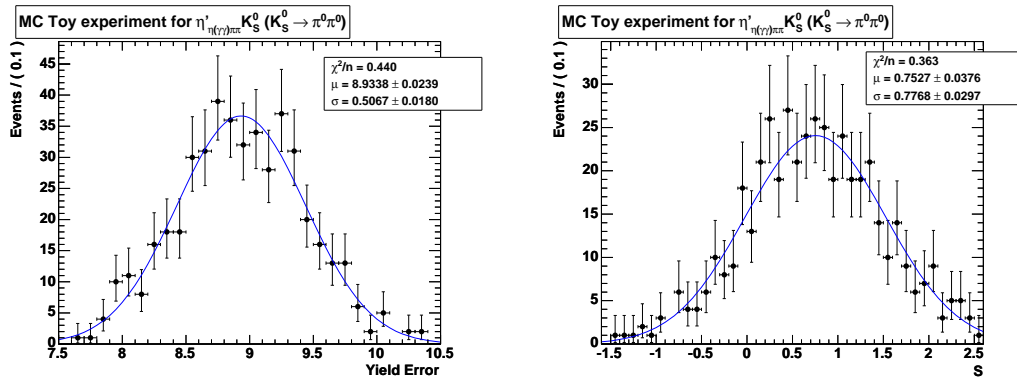 MC Toy experiment for η'η(γγ)ππ K⁰S (K⁰S → π⁰π⁰)
Events / ( 0.1 )
45
40
35
30
25
20
15
10
5
0
χ²/n = 0.440
μ = 8.9338 ± 0.0239
σ = 0.5067 ± 0.0180
7.5 8 8.5 9 9.5 10 10.5
Yield Error
MC Toy experiment for η'η(γγ)ππ K⁰S (K⁰S → π⁰π⁰)
Events / ( 0.1 )
30
25
20
15
10
5
0
χ²/n = 0.363
μ = 0.7527 ± 0.0376
σ = 0.7768 ± 0.0297
-1.5 -1 -0.5 0 0.5 1 1.5 2 2.5
S